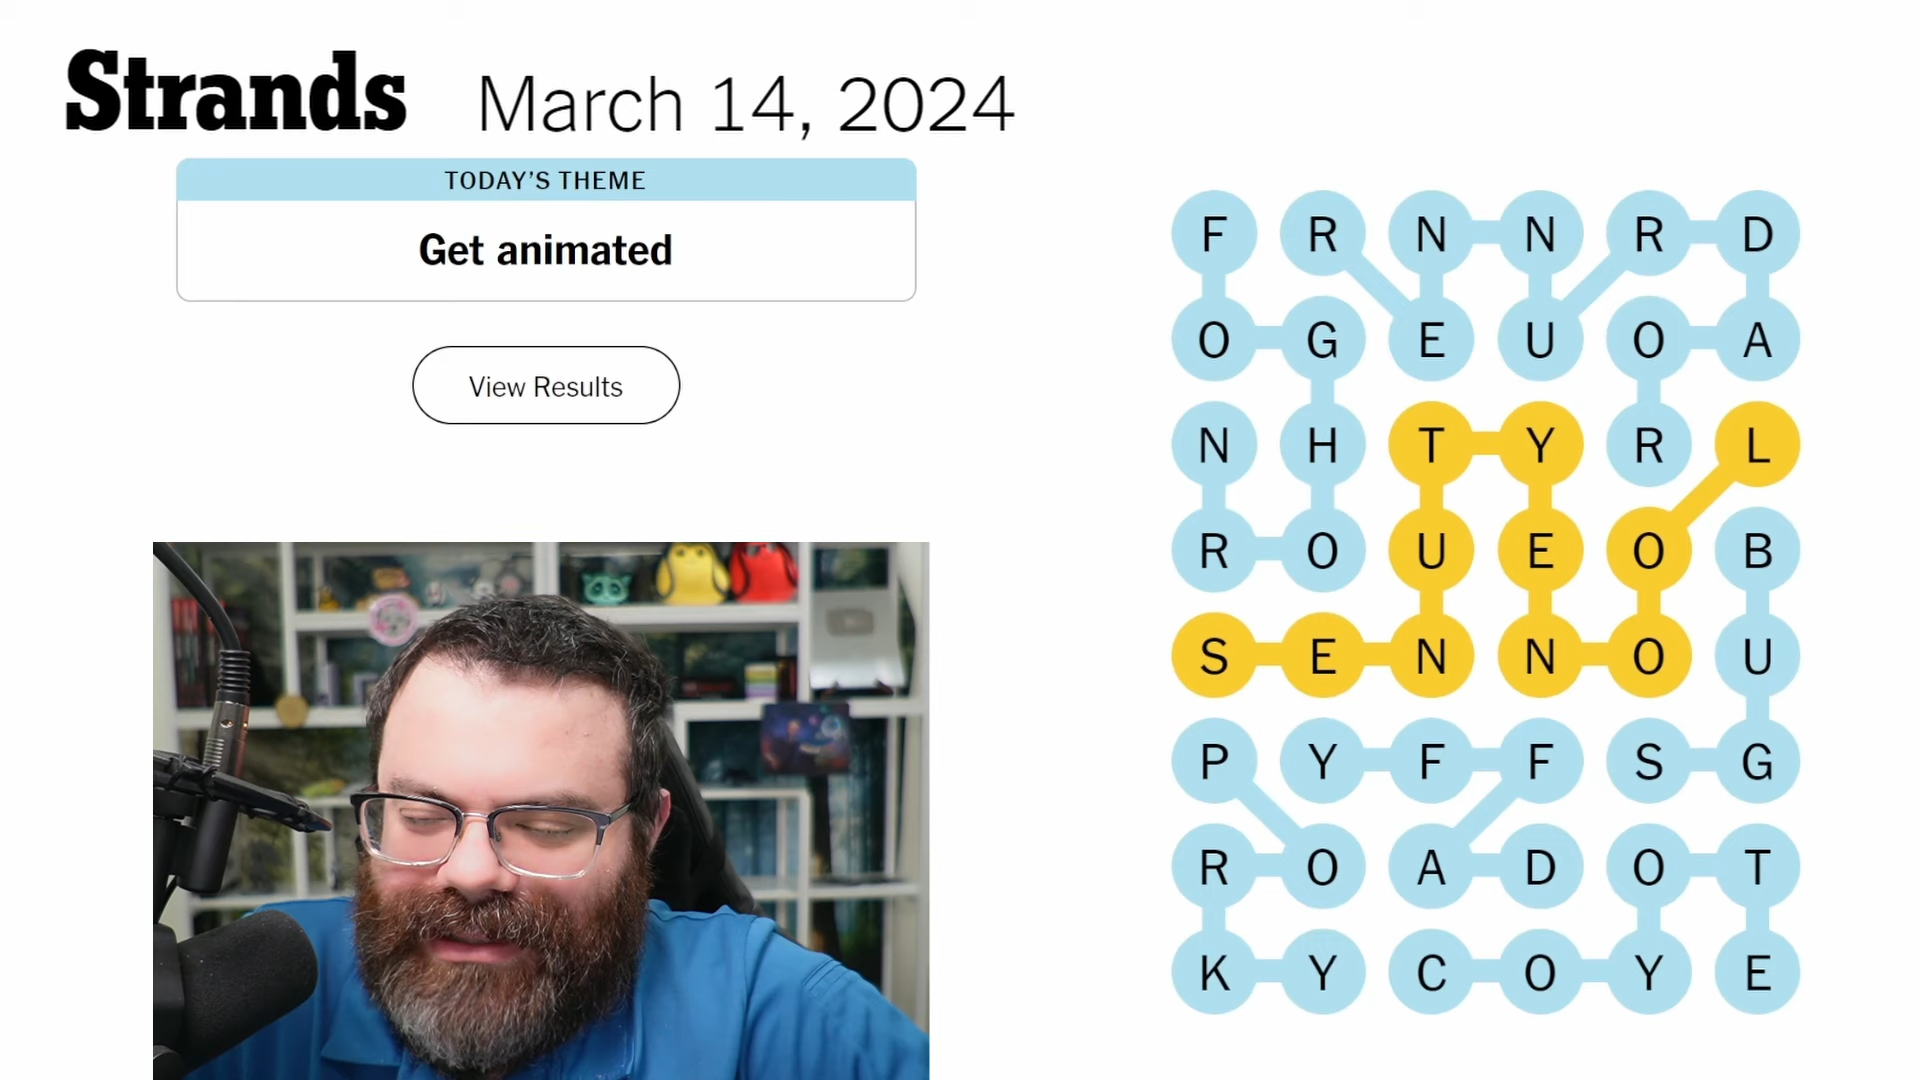 Strands March 14, 2024
TODAY'S THEME
Get animated
View Results
F R N N R D
O G E U O A
N H T Y R L
R O U E O B
S E N N O U
P Y F F S G
R O A D O T
K Y C O Y E